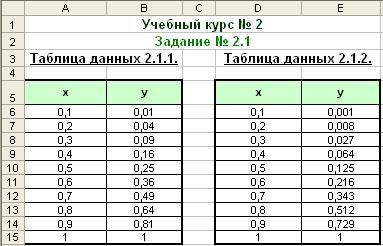 A B C D E
1 Учебный курс № 2
2 Задание № 2.1
3 Таблица данных 2.1.1. Таблица данных 2.1.2.
4
5 x y x y
6 0,1 0,01 0,1 0,001
7 0,2 0,04 0,2 0,008
8 0,3 0,09 0,3 0,027
9 0,4 0,16 0,4 0,064
10 0,5 0,25 0,5 0,125
11 0,6 0,36 0,6 0,216
12 0,7 0,49 0,7 0,343
13 0,8 0,64 0,8 0,512
14 0,9 0,81 0,9 0,729
15 1 1 1 1